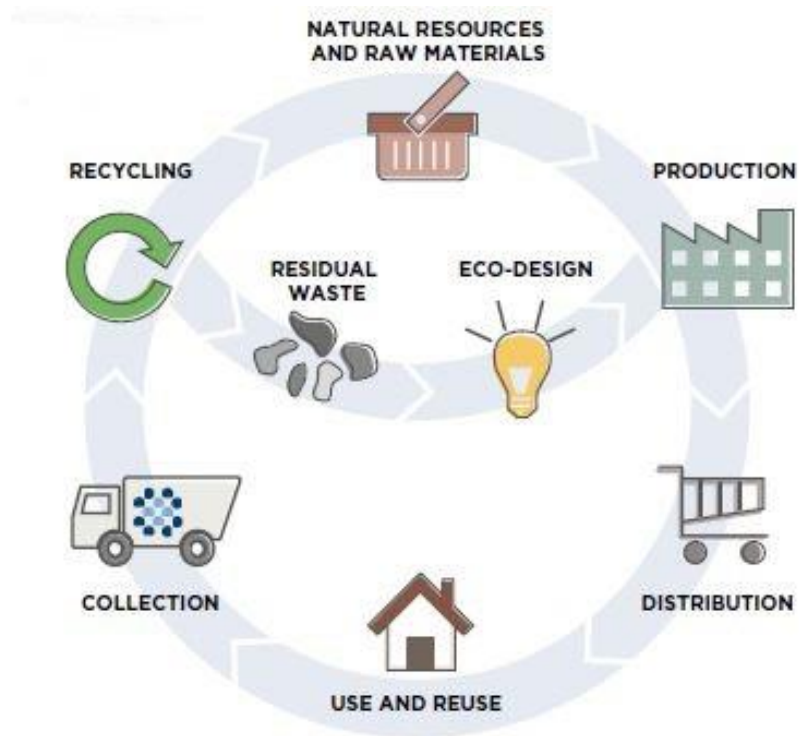 NATURAL RESOURCES
AND RAW MATERIALS
RECYCLING
PRODUCTION
RESIDUAL
WASTE
ECO-DESIGN
COLLECTION
DISTRIBUTION
USE AND REUSE